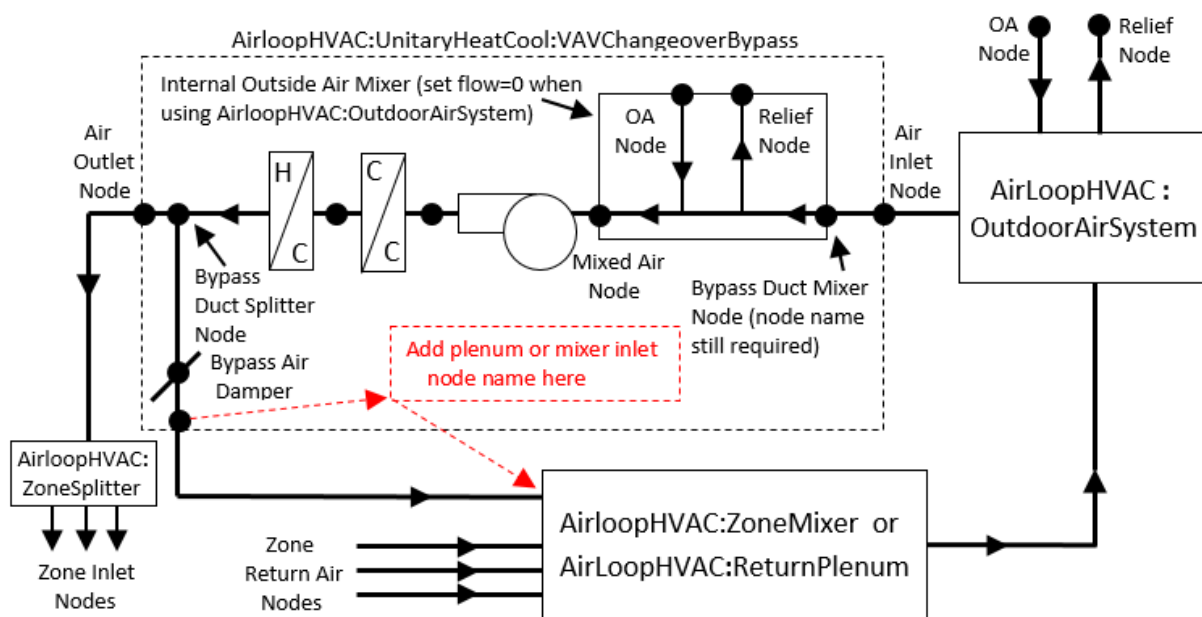 AirloopHVAC:UnitaryHeatCool:VAVChangeoverBypass
OA
Node
Relief
Node
Internal Outside Air Mixer (set flow=0 when
using AirloopHVAC:OutdoorAirSystem)
OA
Node
Relief
Node
Air
Outlet
Node
H
C
C
C
Air
Inlet
Node
AirLoopHVAC :
OutdoorAirSystem
Mixed Air
Node
Bypass
Duct Splitter
Node
Bypass Duct Mixer
Node (node name
still required)
Add plenum or mixer inlet
node name here
Bypass Air
Damper
AirloopHVAC:
ZoneSplitter
Zone Inlet
Nodes
Zone
Return Air
Nodes
AirloopHVAC:ZoneMixer or
AirLoopHVAC:ReturnPlenum